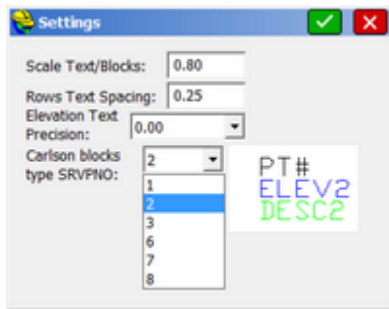 Settings
Scale Text/Blocks: 0.80
Rows Text Spacing: 0.25
Elevation Text
Precision: 0.00
Carlson blocks
type SRVPNO: 2
1
2
3
6
7
8
PT#
ELEV2
DESC2